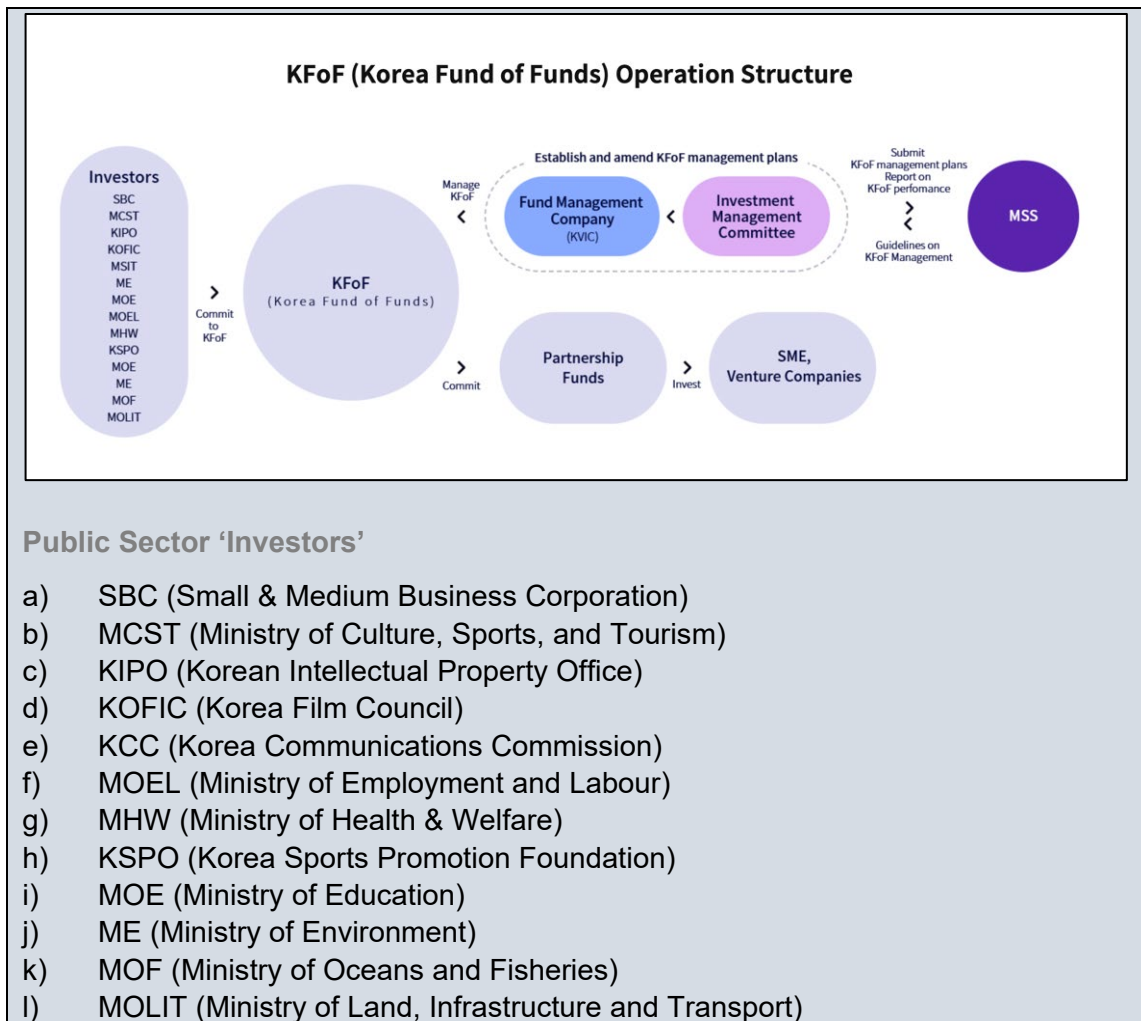 KFoF (Korea Fund of Funds) Operation Structure
Investors
SBC
MCST
KIPO
KOFIC
MSIT
ME
MOE
MOEL
MHW
KSPO
MOE
ME
MOF
MOLIT
Commit
to
KFoF
KFoF
(Korea Fund of Funds)
Manage
KFoF
Establish and amend KFoF management plans
Fund Management
Company
(KVIC)
Investment
Management
Committee
Submit
KFoF management plans
Report on
KFoF perfomance
Guidelines on
KFoF Management
MSS
Commit
Partnership
Funds
Invest
SME,
Venture Companies
Public Sector ‘Investors’
a) SBC (Small & Medium Business Corporation)
b) MCST (Ministry of Culture, Sports, and Tourism)
c) KIPO (Korean Intellectual Property Office)
d) KOFIC (Korea Film Council)
e) KCC (Korea Communications Commission)
f) MOEL (Ministry of Employment and Labour)
g) MHW (Ministry of Health & Welfare)
h) KSPO (Korea Sports Promotion Foundation)
i) MOE (Ministry of Education)
j) ME (Ministry of Environment)
k) MOF (Ministry of Oceans and Fisheries)
l) MOLIT (Ministry of Land, Infrastructure and Transport)